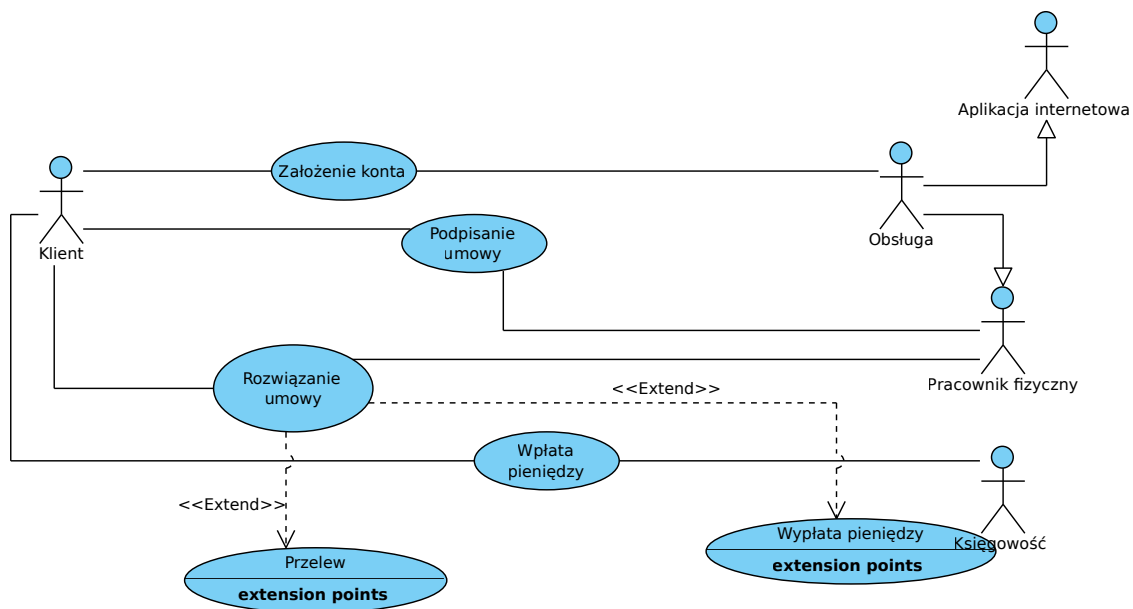 Aplikacja internetowa
Założenie konta
Klient
Obsługa
Podpisanie
umowy
Rozwiązanie
umowy
Pracownik fizyczny
<<Extend>>
Wpłata
pieniędzy
<<Extend>>
Wypłata pieniędzy
extension points
Księgowość
Przelew
extension points